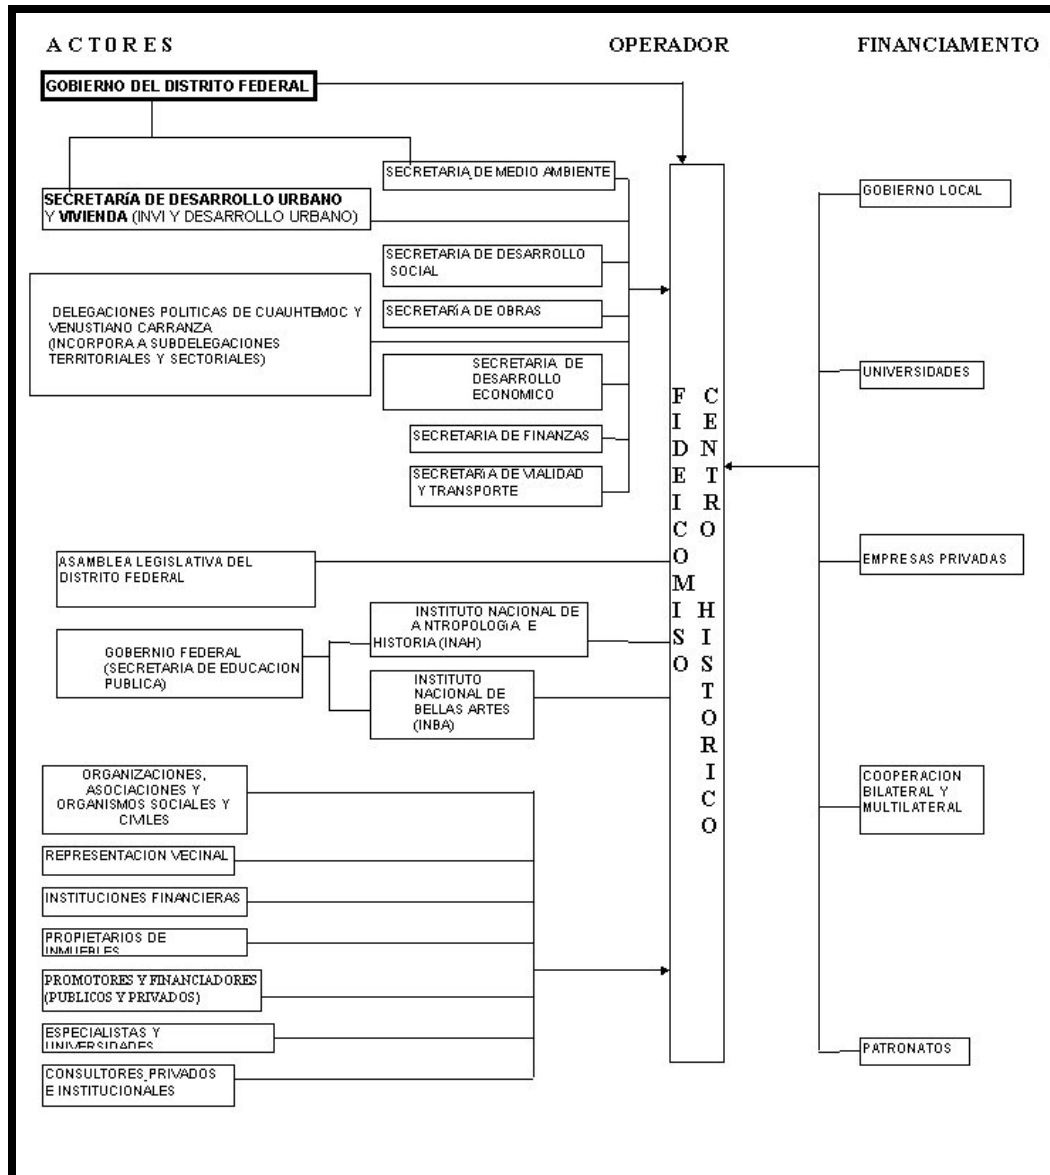 ACTORES
OPERADOR
FINANCIAMENTO
GOBIERNO DEL DISTRITO FEDERAL
SECRETARIA DE MEDIO AMBIENTE
SECRETARÍA DE DESARROLLO URBANO
Y VIVIENDA (INVI Y DESARROLLO URBANO)
SECRETARIA DE DESARROLLO
SOCIAL
DELEGACIONES POLITICAS DE CUAUHTEMOC Y
VENUSTIANO CARRANZA
(INCORPORA A SUBDELEGACIONES
TERRITORIALES Y SECTORIALES)
SECRETARÍA DE OBRAS
SECRETARIA DE
DESARROLLO
ECONOMICO
SECRETARIA DE FINANZAS
SECRETARÍA DE VIALIDAD
Y TRANSPORTE
ASAMBLEA LEGISLATIVA DEL
DISTRITO FEDERAL
GOBERNIO FEDERAL
(SECRETARIA DE EDUCACION
PUBLICA)
INSTITUTO NACIONAL DE
ANTROPOLOGÍA E
HISTORIA (INAH)
INSTITUTO
NACIONAL DE
BELLAS ARTES
(INBA)
ORGANIZACIONES,
ASOCIACIONES Y
ORGANISMOS SOCIALES Y
CIVILES
REPRESENTACION VECINAL
INSTITUCIONES FINANCIERAS
PROPIETARIOS DE
INMUEBLES
PROMOTORES Y FINANCIADORES
(PUBLICOS Y PRIVADOS)
ESPECIALISTAS Y
UNIVERSIDADES
CONSULTORES, PRIVADOS
E INSTITUCIONALES
FIDEICOMISO
CENTRO HISTORICO
GOBIERNO LOCAL
UNIVERSIDADES
EMPRESAS PRIVADAS
COOPERACION
BILATERAL Y
MULTILATERAL
PATRONATOS